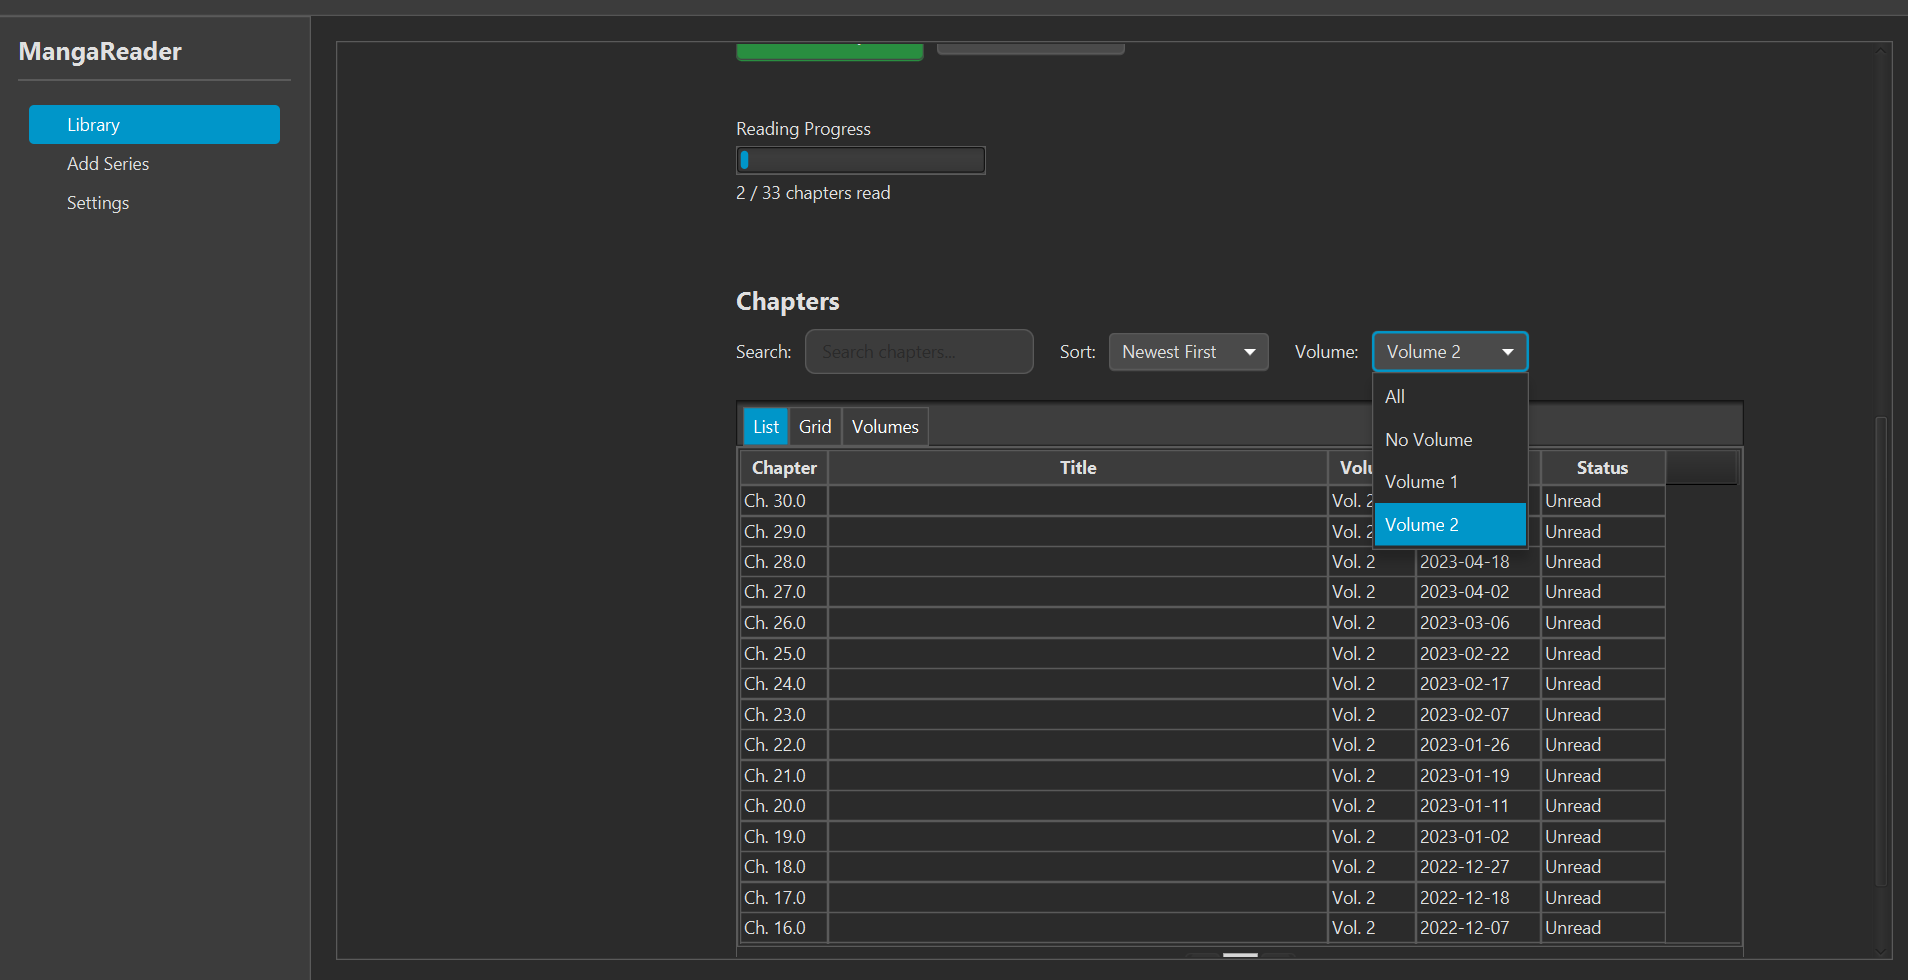 MangaReader
Library
Add Series
Settings
Reading Progress
2 / 33 chapters read
Chapters
Search: Search chapters... Sort: Newest First Volume: Volume 2
All
No Volume
Volume 1
Volume 2
List Grid Volumes
Chapter Title Status
Ch. 30.0 Vol. 2 Unread
Ch. 29.0 Vol. 2 Unread
Ch. 28.0 Vol. 2 2023-04-18 Unread
Ch. 27.0 Vol. 2 2023-04-02 Unread
Ch. 26.0 Vol. 2 2023-03-06 Unread
Ch. 25.0 Vol. 2 2023-02-22 Unread
Ch. 24.0 Vol. 2 2023-02-17 Unread
Ch. 23.0 Vol. 2 2023-02-07 Unread
Ch. 22.0 Vol. 2 2023-01-26 Unread
Ch. 21.0 Vol. 2 2023-01-19 Unread
Ch. 20.0 Vol. 2 2023-01-11 Unread
Ch. 19.0 Vol. 2 2023-01-02 Unread
Ch. 18.0 Vol. 2 2022-12-27 Unread
Ch. 17.0 Vol. 2 2022-12-18 Unread
Ch. 16.0 Vol. 2 2022-12-07 Unread